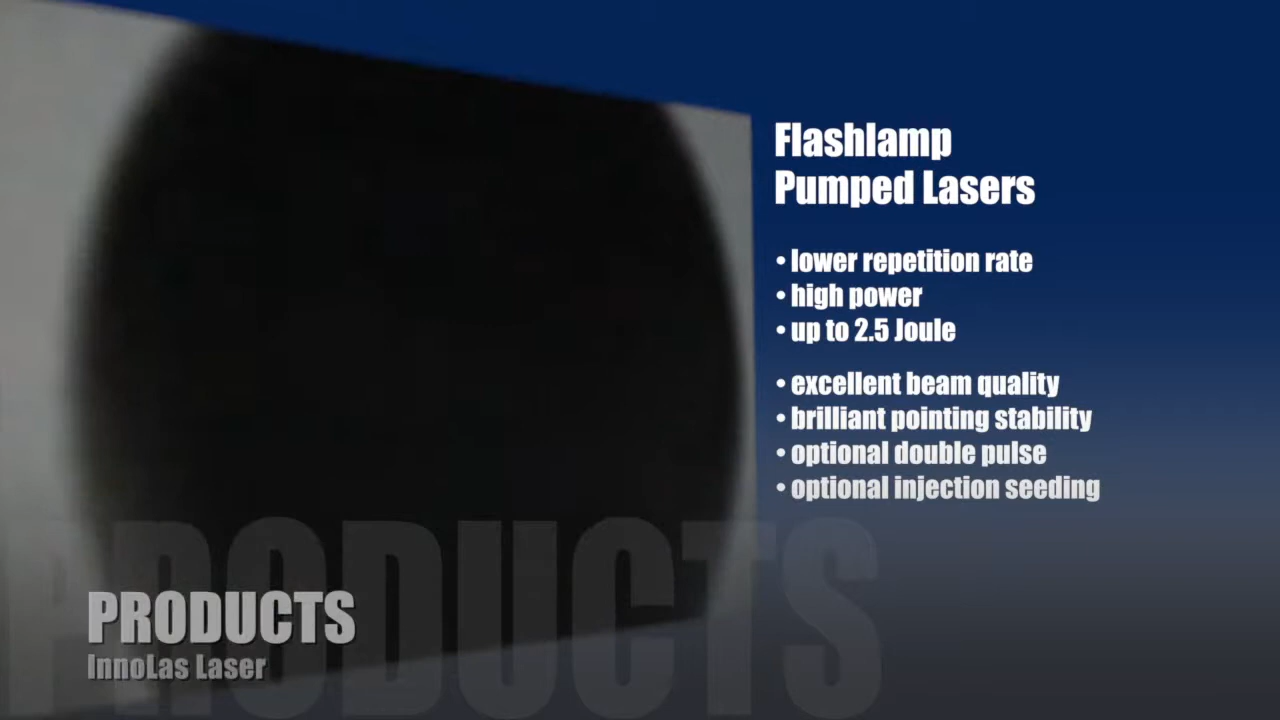 Flashlamp
Pumped Lasers
• lower repetition rate
• high power
• up to 2.5 Joule
• excellent beam quality
• brilliant pointing stability
• optional double pulse
• optional injection seeding
PRODUCTS
PRODUCTS
InnoLas Laser